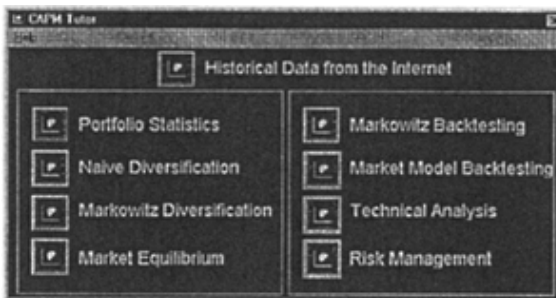 CAPM Tutor
Historical Data from the Internet
Portfolio Statistics
Naive Diversification
Markowitz Diversification
Market Equilibrium
Markowitz Backtesting
Market Model Backtesting
Technical Analysis
Risk Management